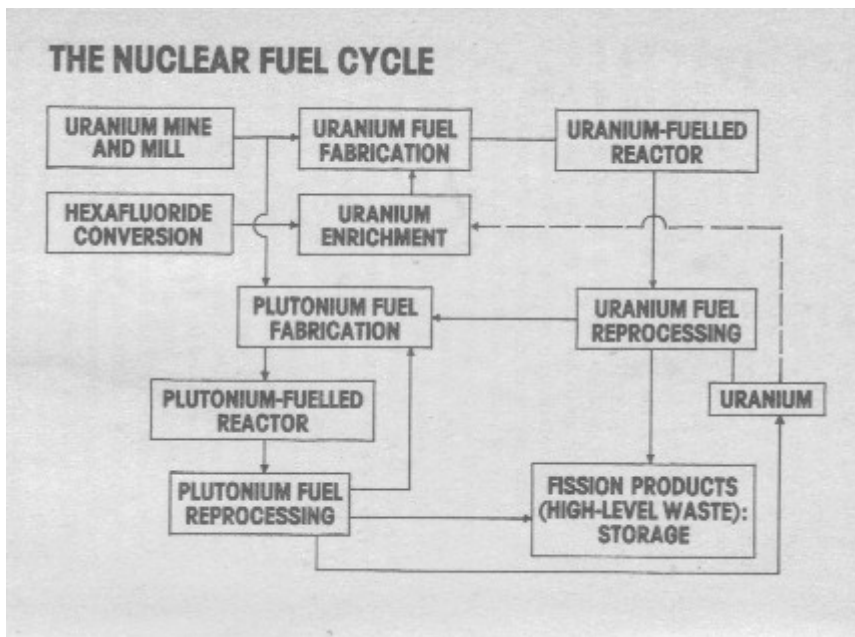 THE NUCLEAR FUEL CYCLE
URANIUM MINE
AND MILL
URANIUM FUEL
FABRICATION
URANIUM-FUELLED
REACTOR
HEXAFLUORIDE
CONVERSION
URANIUM
ENRICHMENT
PLUTONIUM FUEL
FABRICATION
URANIUM FUEL
REPROCESSING
PLUTONIUM-FUELLED
REACTOR
URANIUM
PLUTONIUM FUEL
REPROCESSING
FISSION PRODUCTS
(HIGH-LEVEL WASTE):
STORAGE